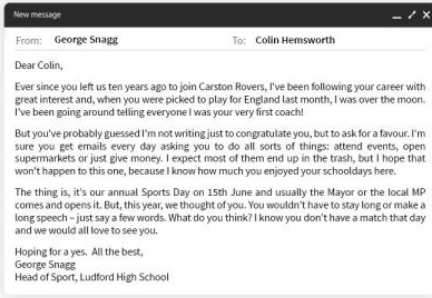 New message
From: George Snagg To: Colin Hemsworth
Dear Colin,
Ever since you left us ten years ago to join Carston Rovers, I've been following your career with
great interest and, when you were picked to play for England last month, I was over the moon.
I've been going around telling everyone I was your very first coach!
But you've probably guessed I'm not writing just to congratulate you, but to ask for a favour. I'm
sure you get emails every day asking you to do all sorts of things: attend events, open
supermarkets or just give money. I expect most of them end up in the trash, but I hope that
won't happen to this one, because I know how much you enjoyed your schooldays here.
The thing is, it's our annual Sports Day on 15th June and usually the Mayor or the local MP
comes and opens it. But, this year, we thought of you. You wouldn't have to stay long or make a
long speech – just say a few words. What do you think? I know you don't have a match that day
and we would all love to see you.
Hoping for a yes. All the best,
George Snagg
Head of Sport, Ludford High School